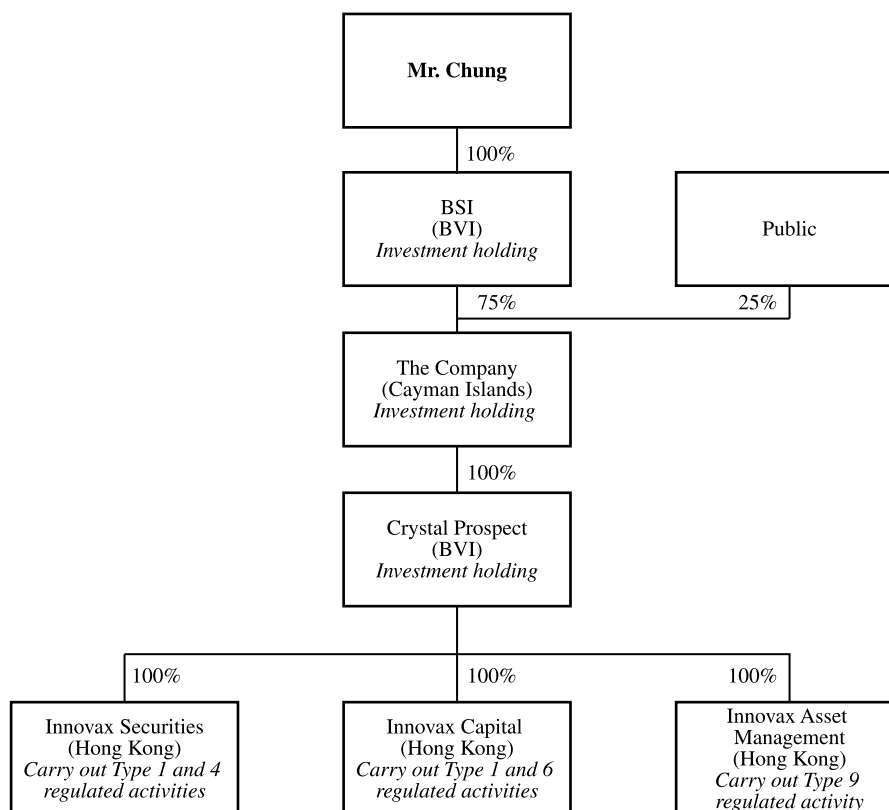 Mr. Chung
100%
BSI
(BVI)
Investment holding
Public
75%
25%
The Company
(Cayman Islands)
Investment holding
100%
Crystal Prospect
(BVI)
Investment holding
100%
100%
100%
Innovax Securities
(Hong Kong)
Carry out Type 1 and 4
regulated activities
Innovax Capital
(Hong Kong)
Carry out Type 1 and 6
regulated activities
Innovax Asset
Management
(Hong Kong)
Carry out Type 9
regulated activity